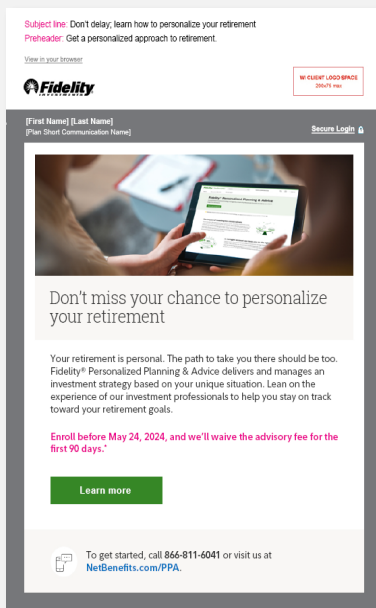 Subject line: Don't delay; learn how to personalize your retirement
Preheader: Get a personalized approach to retirement.
View in your browser
Fidelity
INVESTMENTS
W/ CLIENT LOGO SPACE
[First Name] [Last Name]
[Plan Short Communication Name]
Secure Login
Fidelity® Personalized Planning & Advice
Don't miss your chance to personalize
your retirement
Your retirement is personal. The path to take you there should be too.
Fidelity® Personalized Planning & Advice delivers and manages an
investment strategy based on your unique situation. Lean on the
experience of our investment professionals to help you stay on track
toward your retirement goals.
Enroll before May 24, 2024, and we'll waive the advisory fee for the
first 90 days.*
Learn more
To get started, call 866-811-6041 or visit us at
NetBenefits.com/PPA.